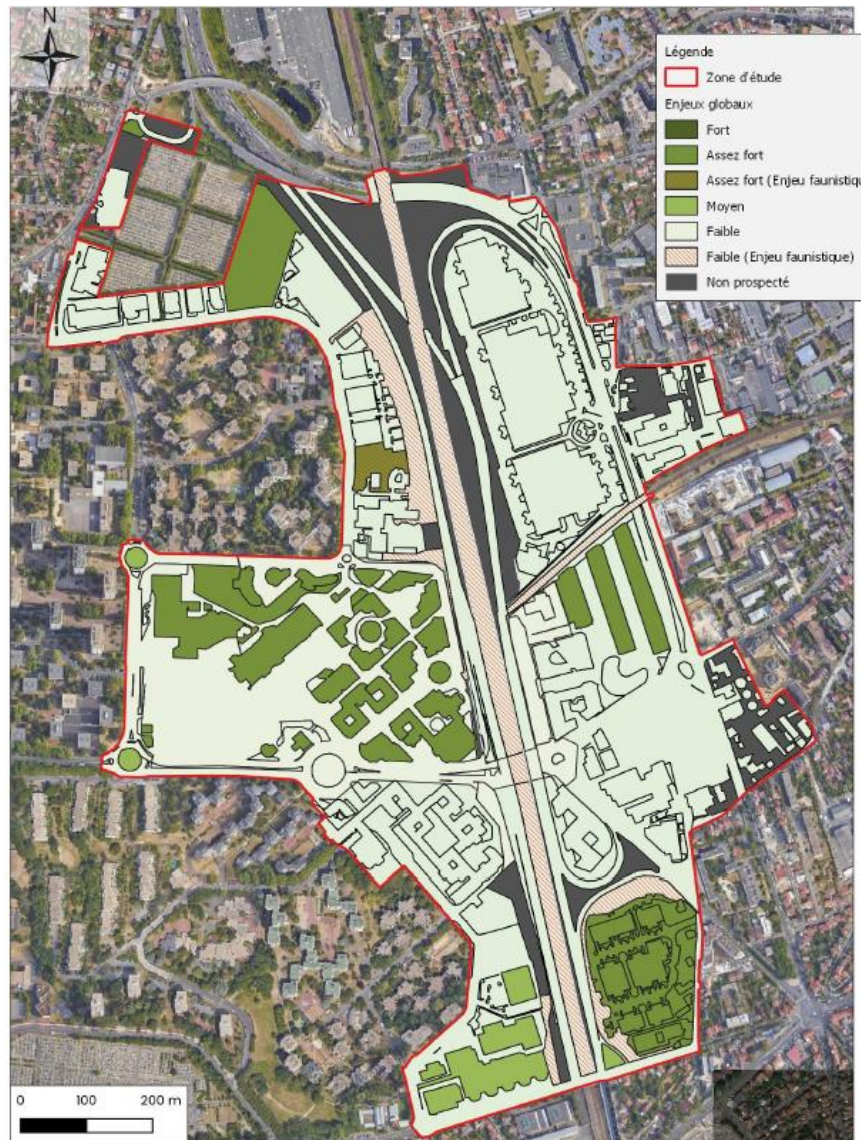 N
Légende
Zone d'étude
Enjeux globaux
Fort
Assez fort
Assez fort (Enjeu faunistiqu
Moyen
Faible
Faible (Enjeu faunistique)
Non prospecté
0 100 200 m